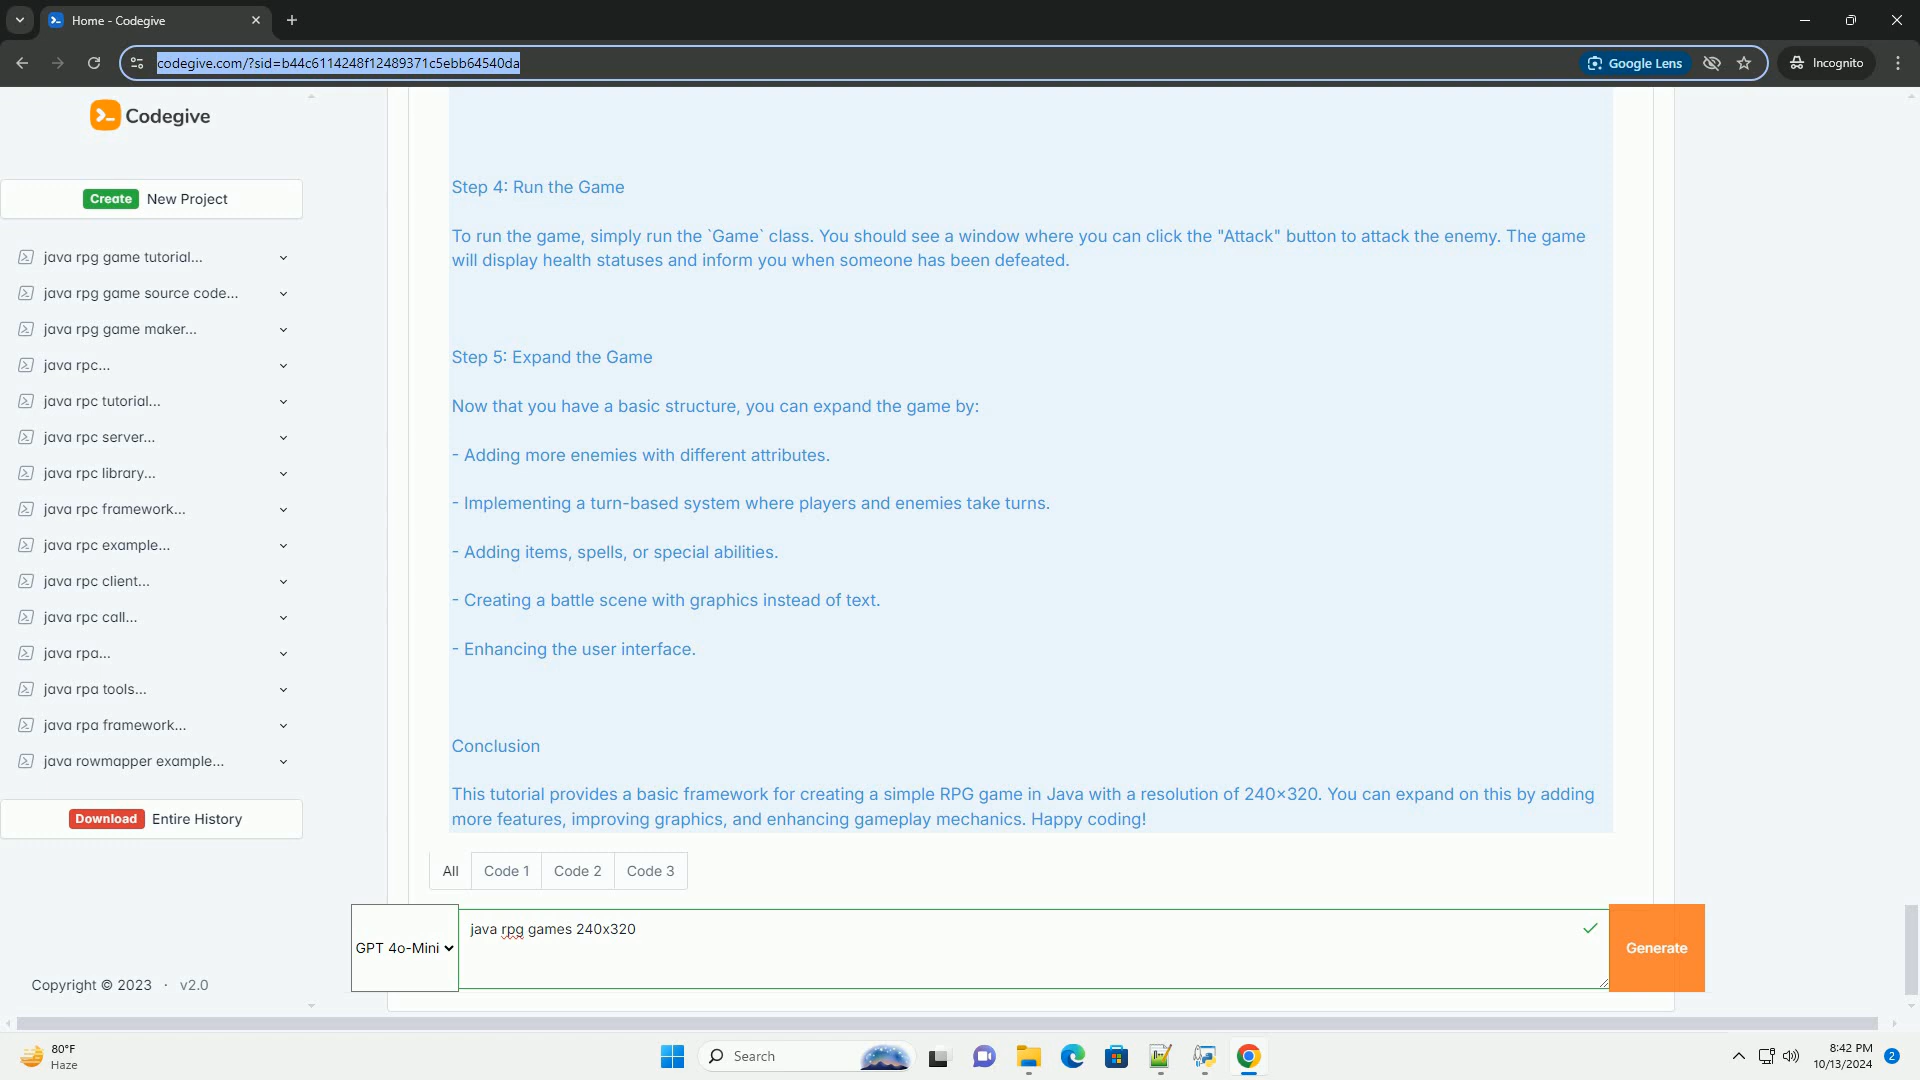 Home - Codegive
codegive.com/?sid=b44c6114248f12489371c5ebb64540da
Google Lens
Incognito
Codegive
Create New Project
java rpg game tutorial...
java rpg game source code...
java rpg game maker...
java rpc...
java rpc tutorial...
java rpc server...
java rpc library...
java rpc framework...
java rpc example...
java rpc client...
java rpc call...
java rpa...
java rpa tools...
java rpa framework...
java rowmapper example...
Download Entire History
Copyright © 2023 · v2.0
Step 4: Run the Game
To run the game, simply run the `Game` class. You should see a window where you can click the "Attack" button to attack the enemy. The game
will display health statuses and inform you when someone has been defeated.
Step 5: Expand the Game
Now that you have a basic structure, you can expand the game by:
- Adding more enemies with different attributes.
- Implementing a turn-based system where players and enemies take turns.
- Adding items, spells, or special abilities.
- Creating a battle scene with graphics instead of text.
- Enhancing the user interface.
Conclusion
This tutorial provides a basic framework for creating a simple RPG game in Java with a resolution of 240×320. You can expand on this by adding
more features, improving graphics, and enhancing gameplay mechanics. Happy coding!
All Code 1 Code 2 Code 3
GPT 4o-Mini
java rpg games 240x320
Generate
80°F
Haze
Search
8:42 PM
10/13/2024
2